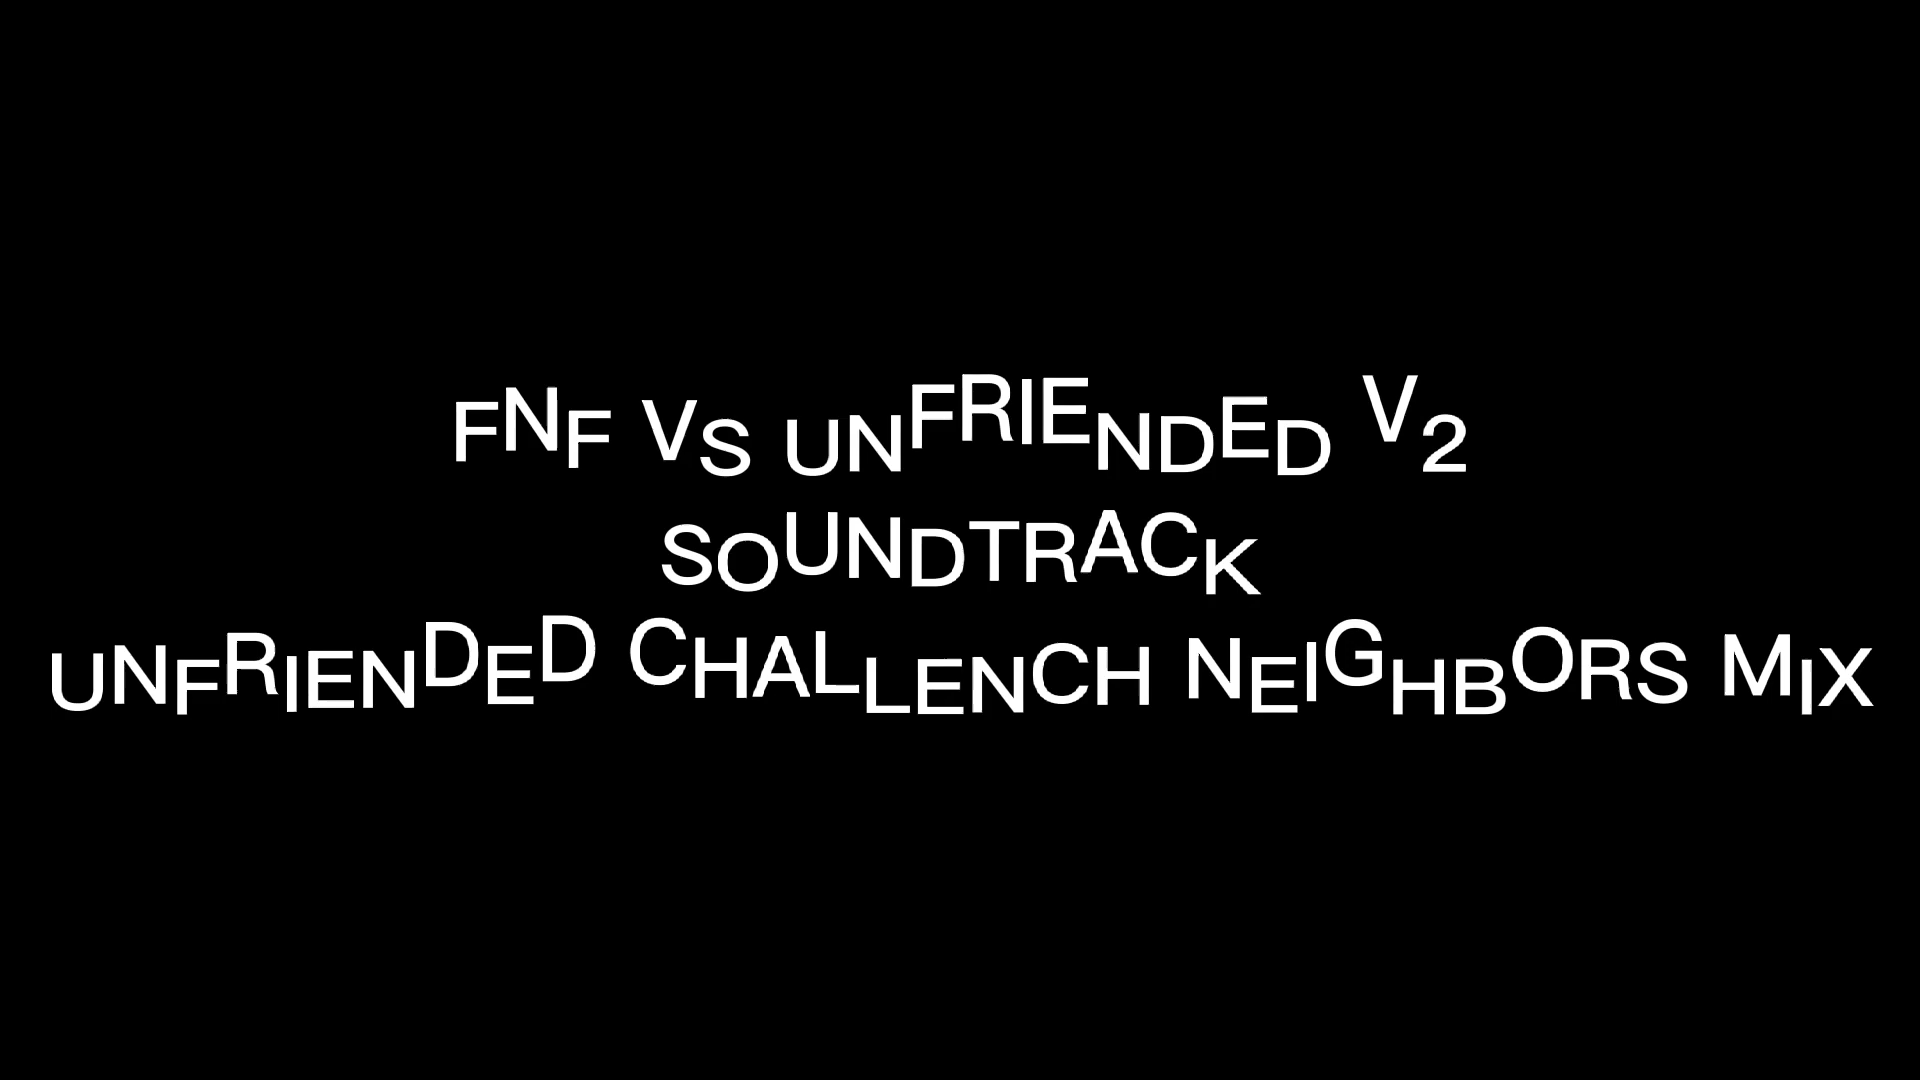 FNF VS UNFRIENDED V2
SOUNDTRACK
UNFRIENDED CHALLENCH NEIGHBORS MIX